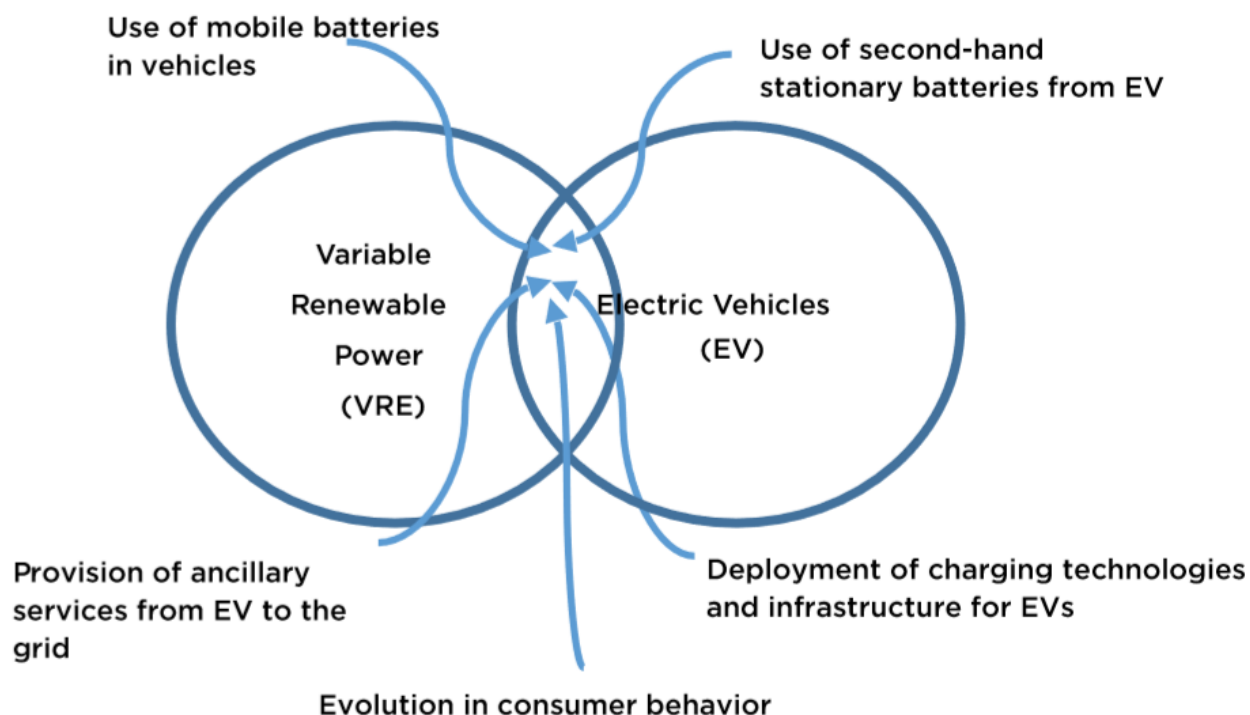 Use of mobile batteries
in vehicles
Use of second-hand
stationary batteries from EV
Variable
Renewable
Power
(VRE)
Electric Vehicles
(EV)
Provision of ancillary
services from EV to the
grid
Deployment of charging technologies
and infrastructure for EVs
Evolution in consumer behavior